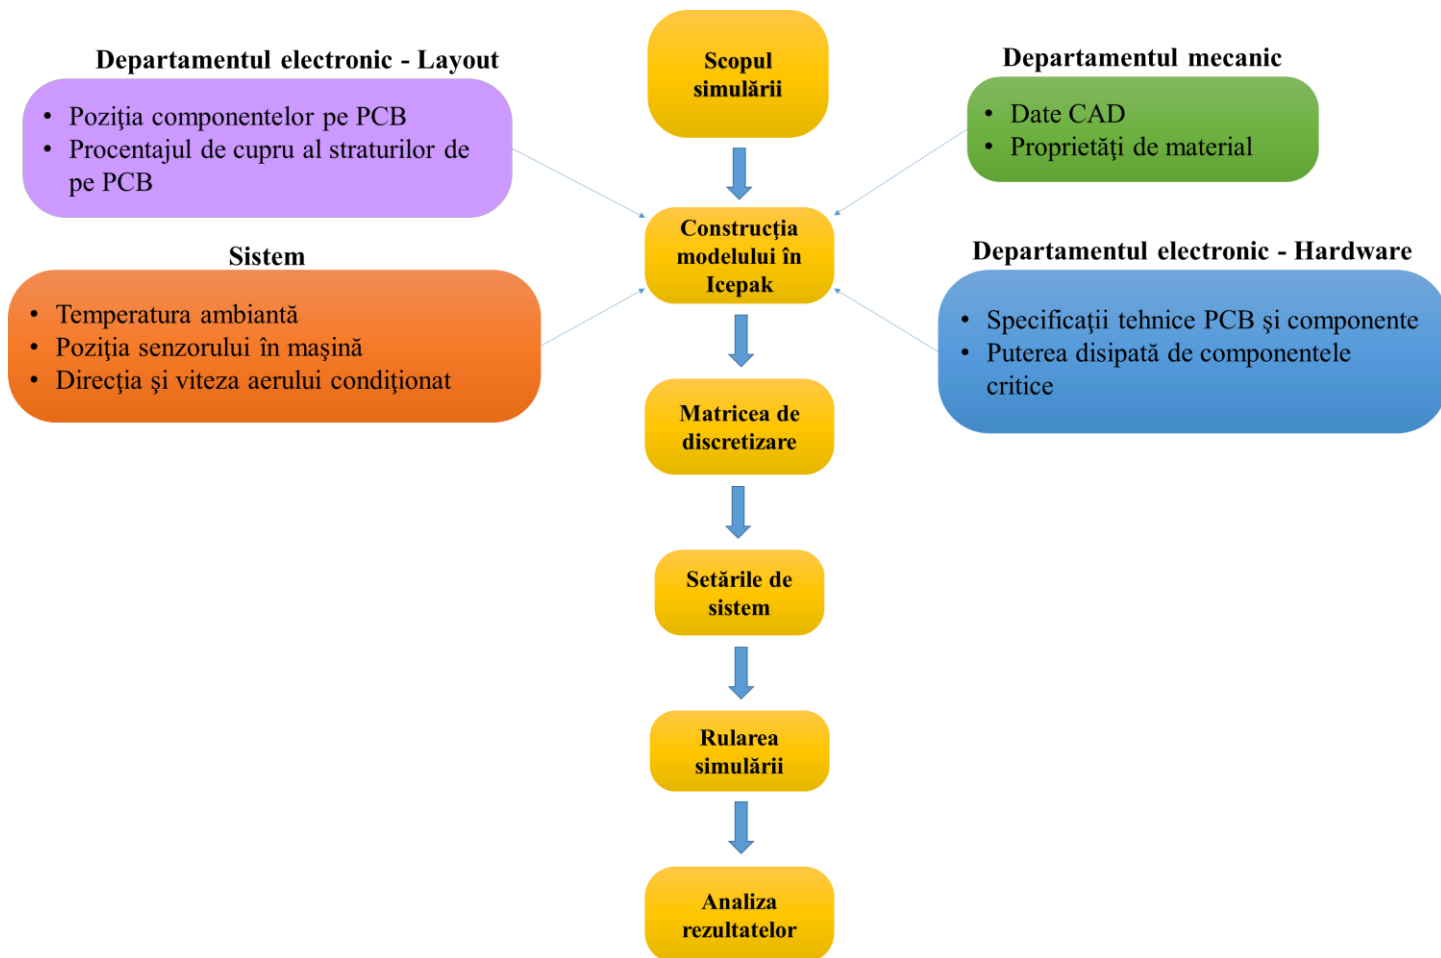 Departamentul electronic - Layout
• Poziţia componentelor pe PCB
• Procentajul de cupru al straturilor de
pe PCB
Sistem
• Temperatura ambiantă
• Poziţia senzorului în maşină
• Direcţia şi viteza aerului condiţionat
Scopul
simulării
Construcţia
modelului în
Icepak
Matricea de
discretizare
Setările de
sistem
Rularea
simulării
Analiza
rezultatelor
Departamentul mecanic
• Date CAD
• Proprietăţi de material
Departamentul electronic - Hardware
• Specificaţii tehnice PCB şi componente
• Puterea disipată de componentele
critice